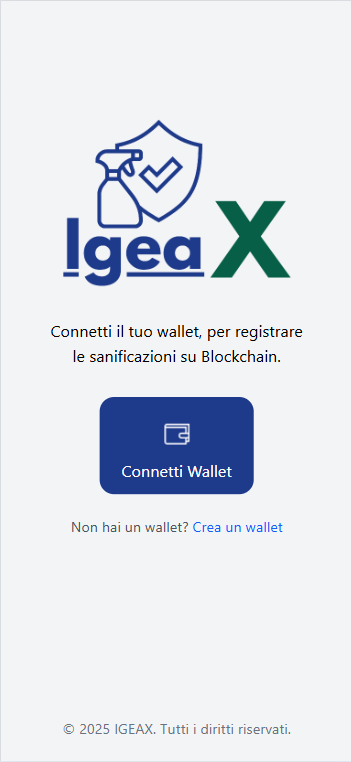 Igea X
Connetti il tuo wallet, per registrare
le sanificazioni su Blockchain.
Connetti Wallet
Non hai un wallet? Crea un wallet
© 2025 IGEAX. Tutti i diritti riservati.